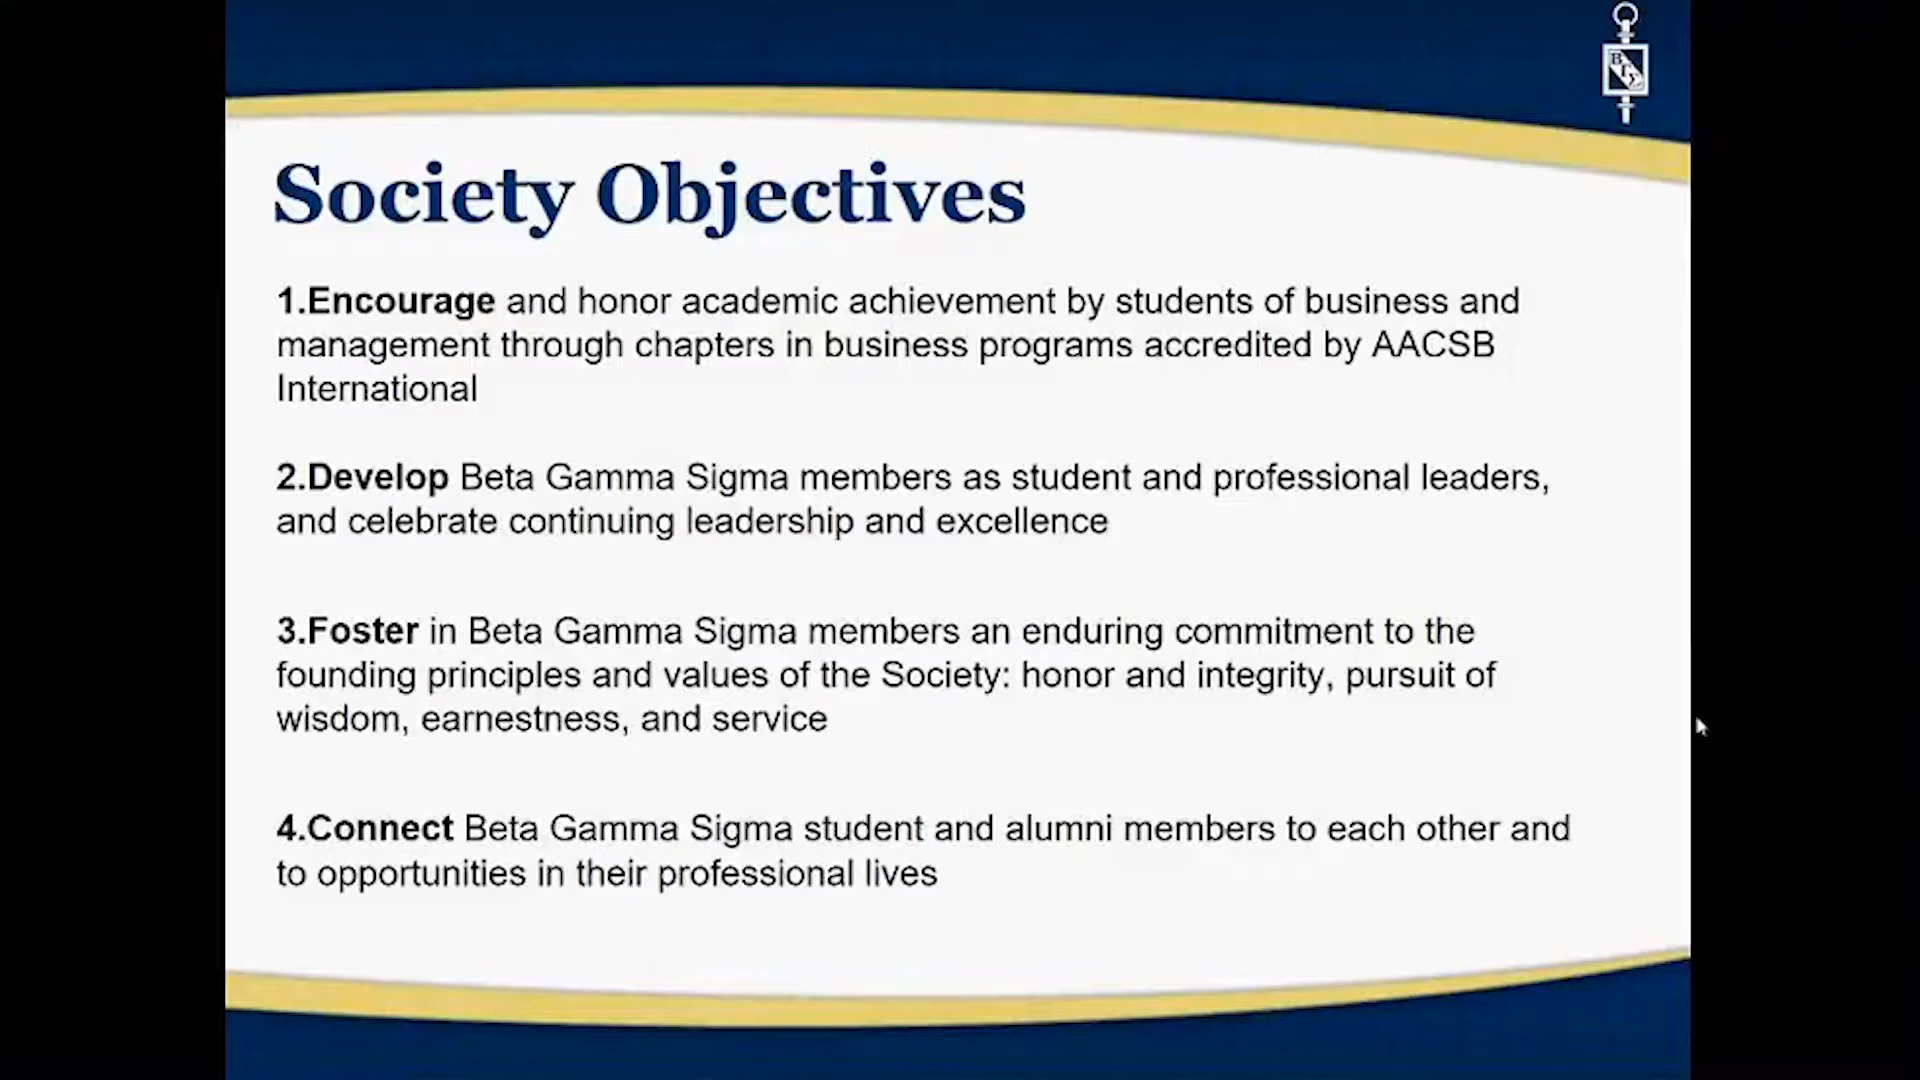 ΒΓΣ
Society Objectives
1.Encourage and honor academic achievement by students of business and
management through chapters in business programs accredited by AACSB
International
2.Develop Beta Gamma Sigma members as student and professional leaders,
and celebrate continuing leadership and excellence
3.Foster in Beta Gamma Sigma members an enduring commitment to the
founding principles and values of the Society: honor and integrity, pursuit of
wisdom, earnestness, and service
4.Connect Beta Gamma Sigma student and alumni members to each other and
to opportunities in their professional lives